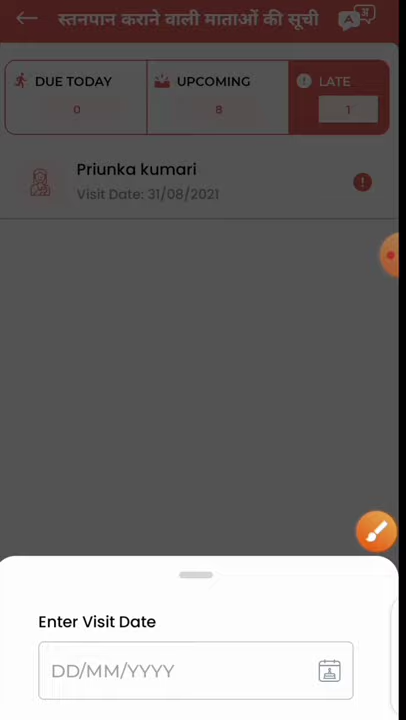 स्तनपान कराने वाली माताओं की सूची
A अ
DUE TODAY
0
UPCOMING
8
LATE
1
Priunka kumari
Visit Date: 31/08/2021
Enter Visit Date
DD/MM/YYYY